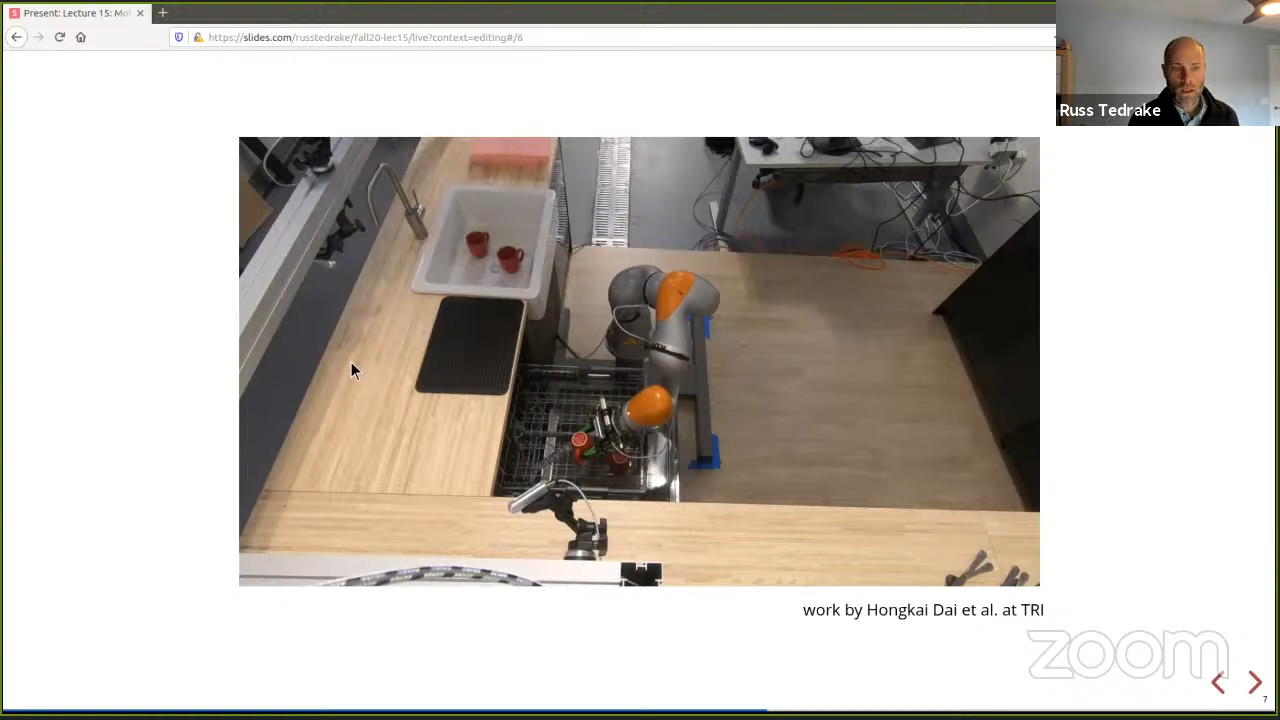 Present: Lecture 15: Mo
https://slides.com/russtedrake/fall20-lec15/live?context=editing#/6
Russ Tedrake
work by Hongkai Dai et al. at TRI
zoom
7